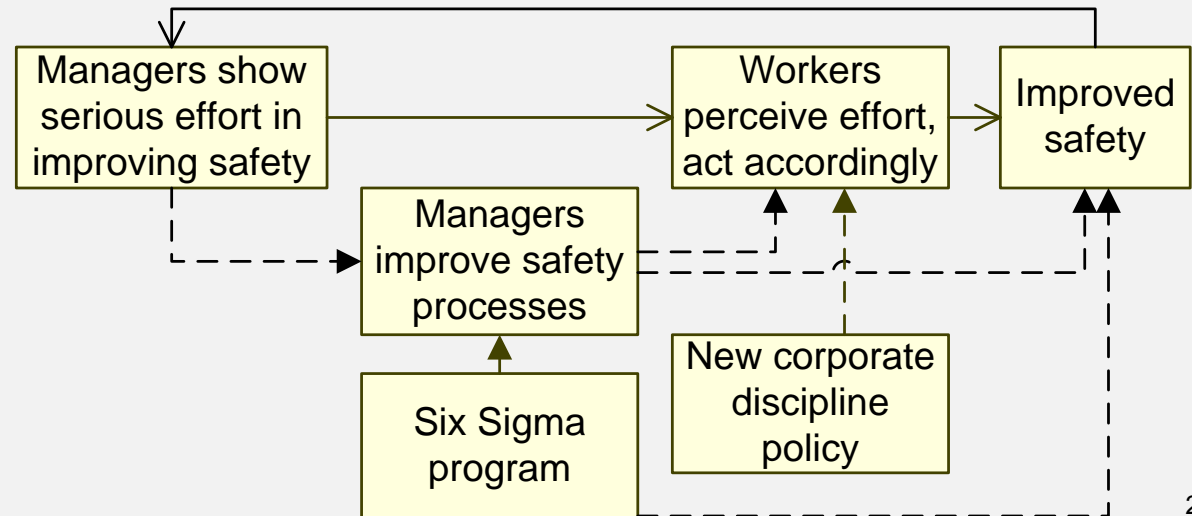 Managers show
serious effort in
improving safety
Workers
perceive effort,
act accordingly
Improved
safety
Managers
improve safety
processes
New corporate
discipline
policy
Six Sigma
program
2